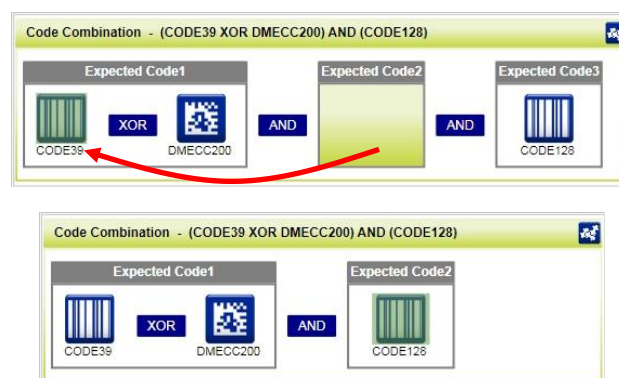 Code Combination - (CODE39 XOR DMECC200) AND (CODE128)
Expected Code1 Expected Code2 Expected Code3
XOR AND AND
CODE39 DMECC200 CODE128
Code Combination - (CODE39 XOR DMECC200) AND (CODE128)
Expected Code1 Expected Code2
XOR AND
CODE39 DMECC200 CODE128